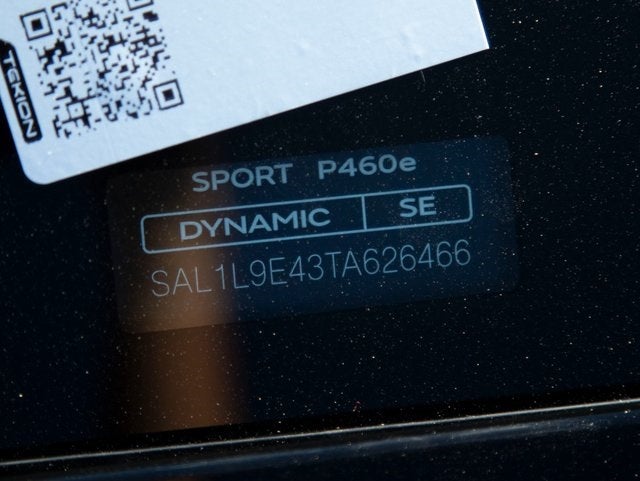 TEKION
SPORT P460e
DYNAMIC SE
SAL1L9E43TA626466